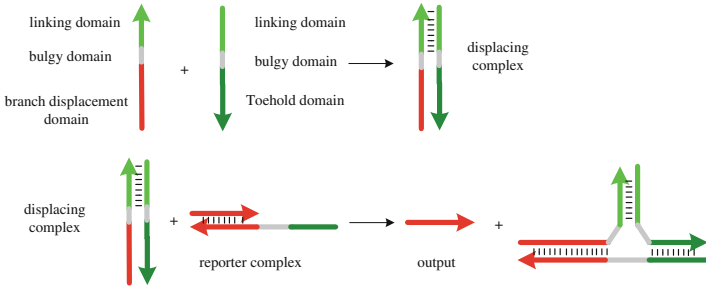 linking domain
bulgy domain
branch displacement
domain
+
linking domain
bulgy domain
Toehold domain
displacing
complex
displacing
complex
+
reporter complex
output
+